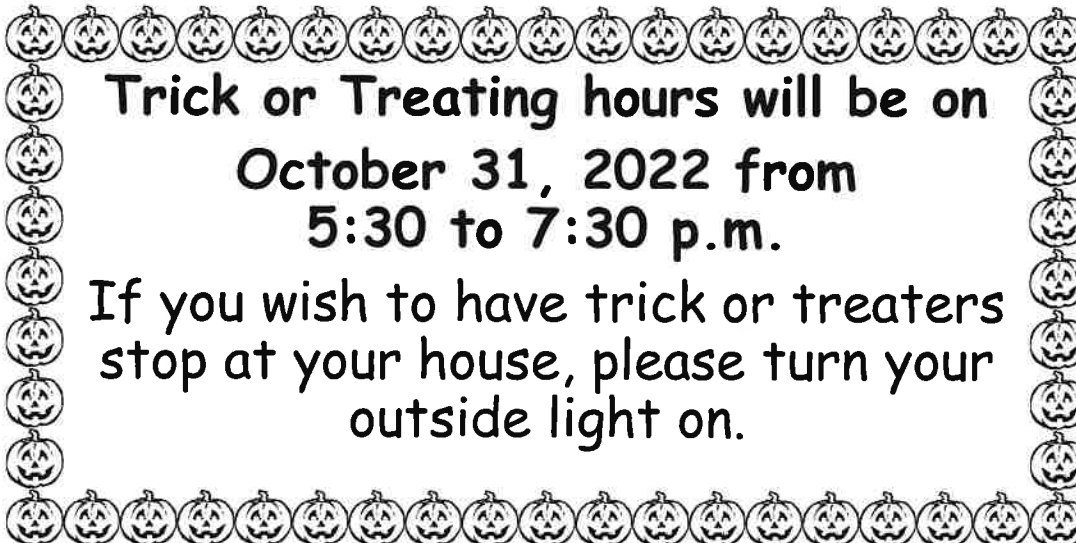 Trick or Treating hours will be on
October 31, 2022 from
5:30 to 7:30 p.m.
If you wish to have trick or treaters
stop at your house, please turn your
outside light on.